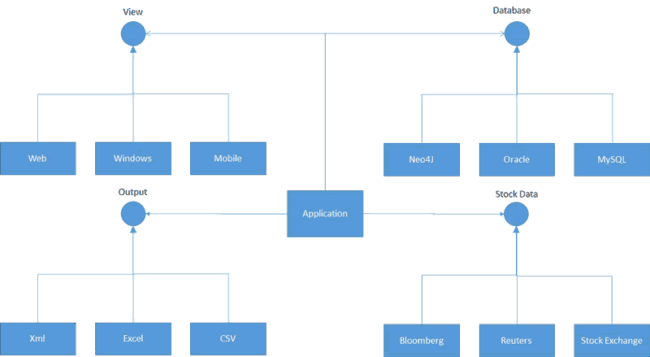 View
Database
Web
Windows
Mobile
Neo4J
Oracle
MySQL
Output
Application
Stock Data
Xml
Excel
CSV
Bloomberg
Reuters
Stock Exchange